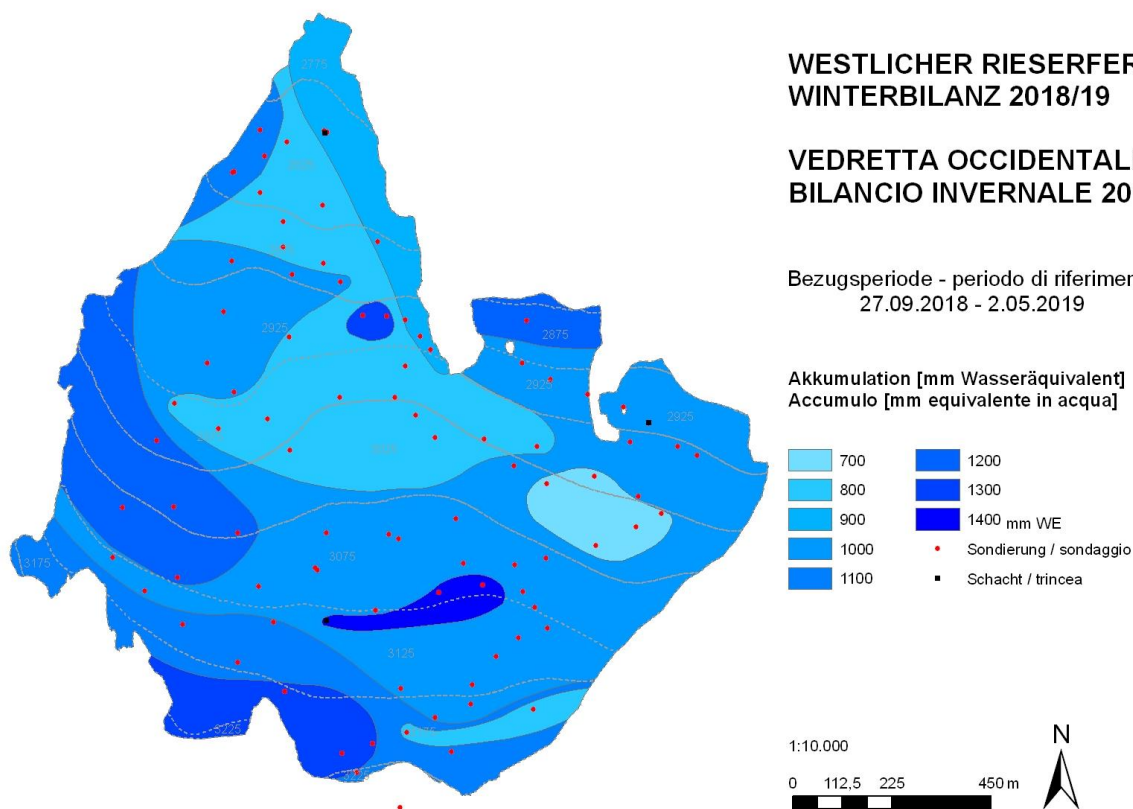 WESTLICHER RIESERFER
WINTERBILANZ 2018/19
VEDRETTA OCCIDENTAL
BILANCIO INVERNALE 20
Bezugsperiode - periodo di riferimen
27.09.2018 - 2.05.2019
Akkumulation [mm Wasseräquivalent]
Accumulo [mm equivalente in acqua]
700
800
900
1000
1100
1200
1300
1400 mm WE
Sondierung / sondaggio
Schacht / trincea
1:10.000
0 112,5 225 450 m
N
2775
2925
2875
2925
2925
3075
3175
3125
3225